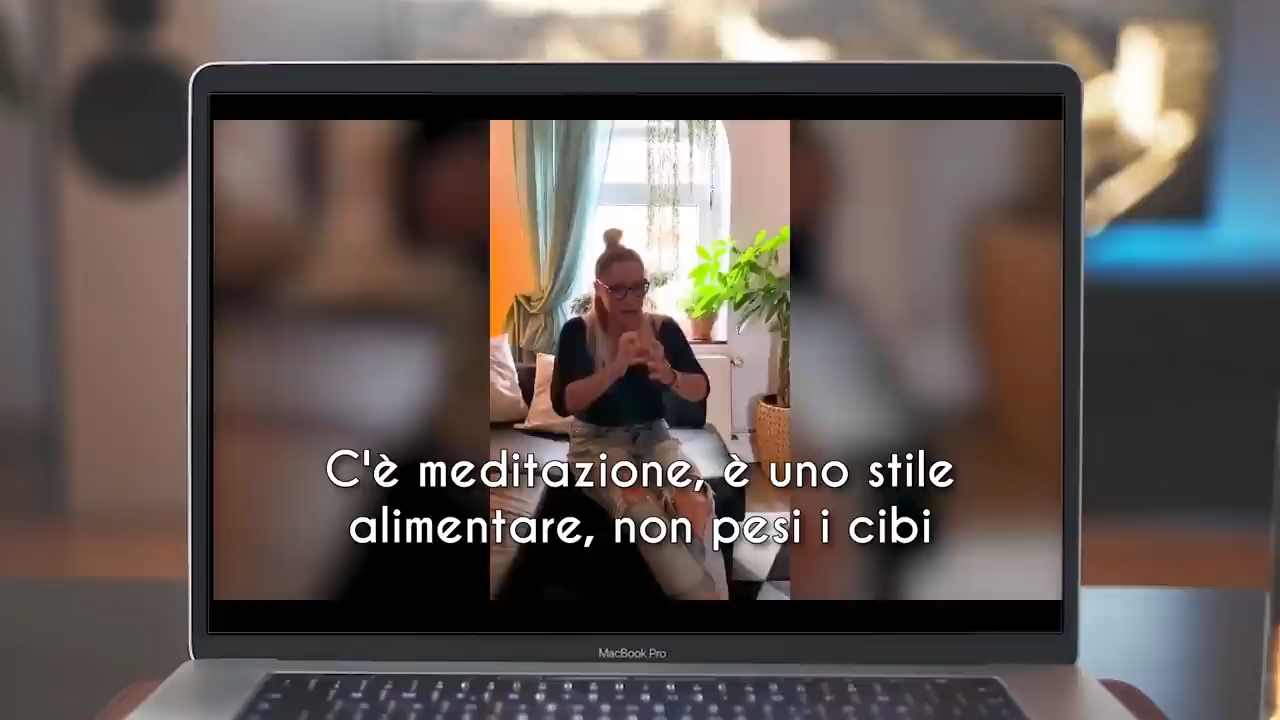 C'è meditazione, è uno stile
alimentare, non pesi i cibi
MacBook Pro